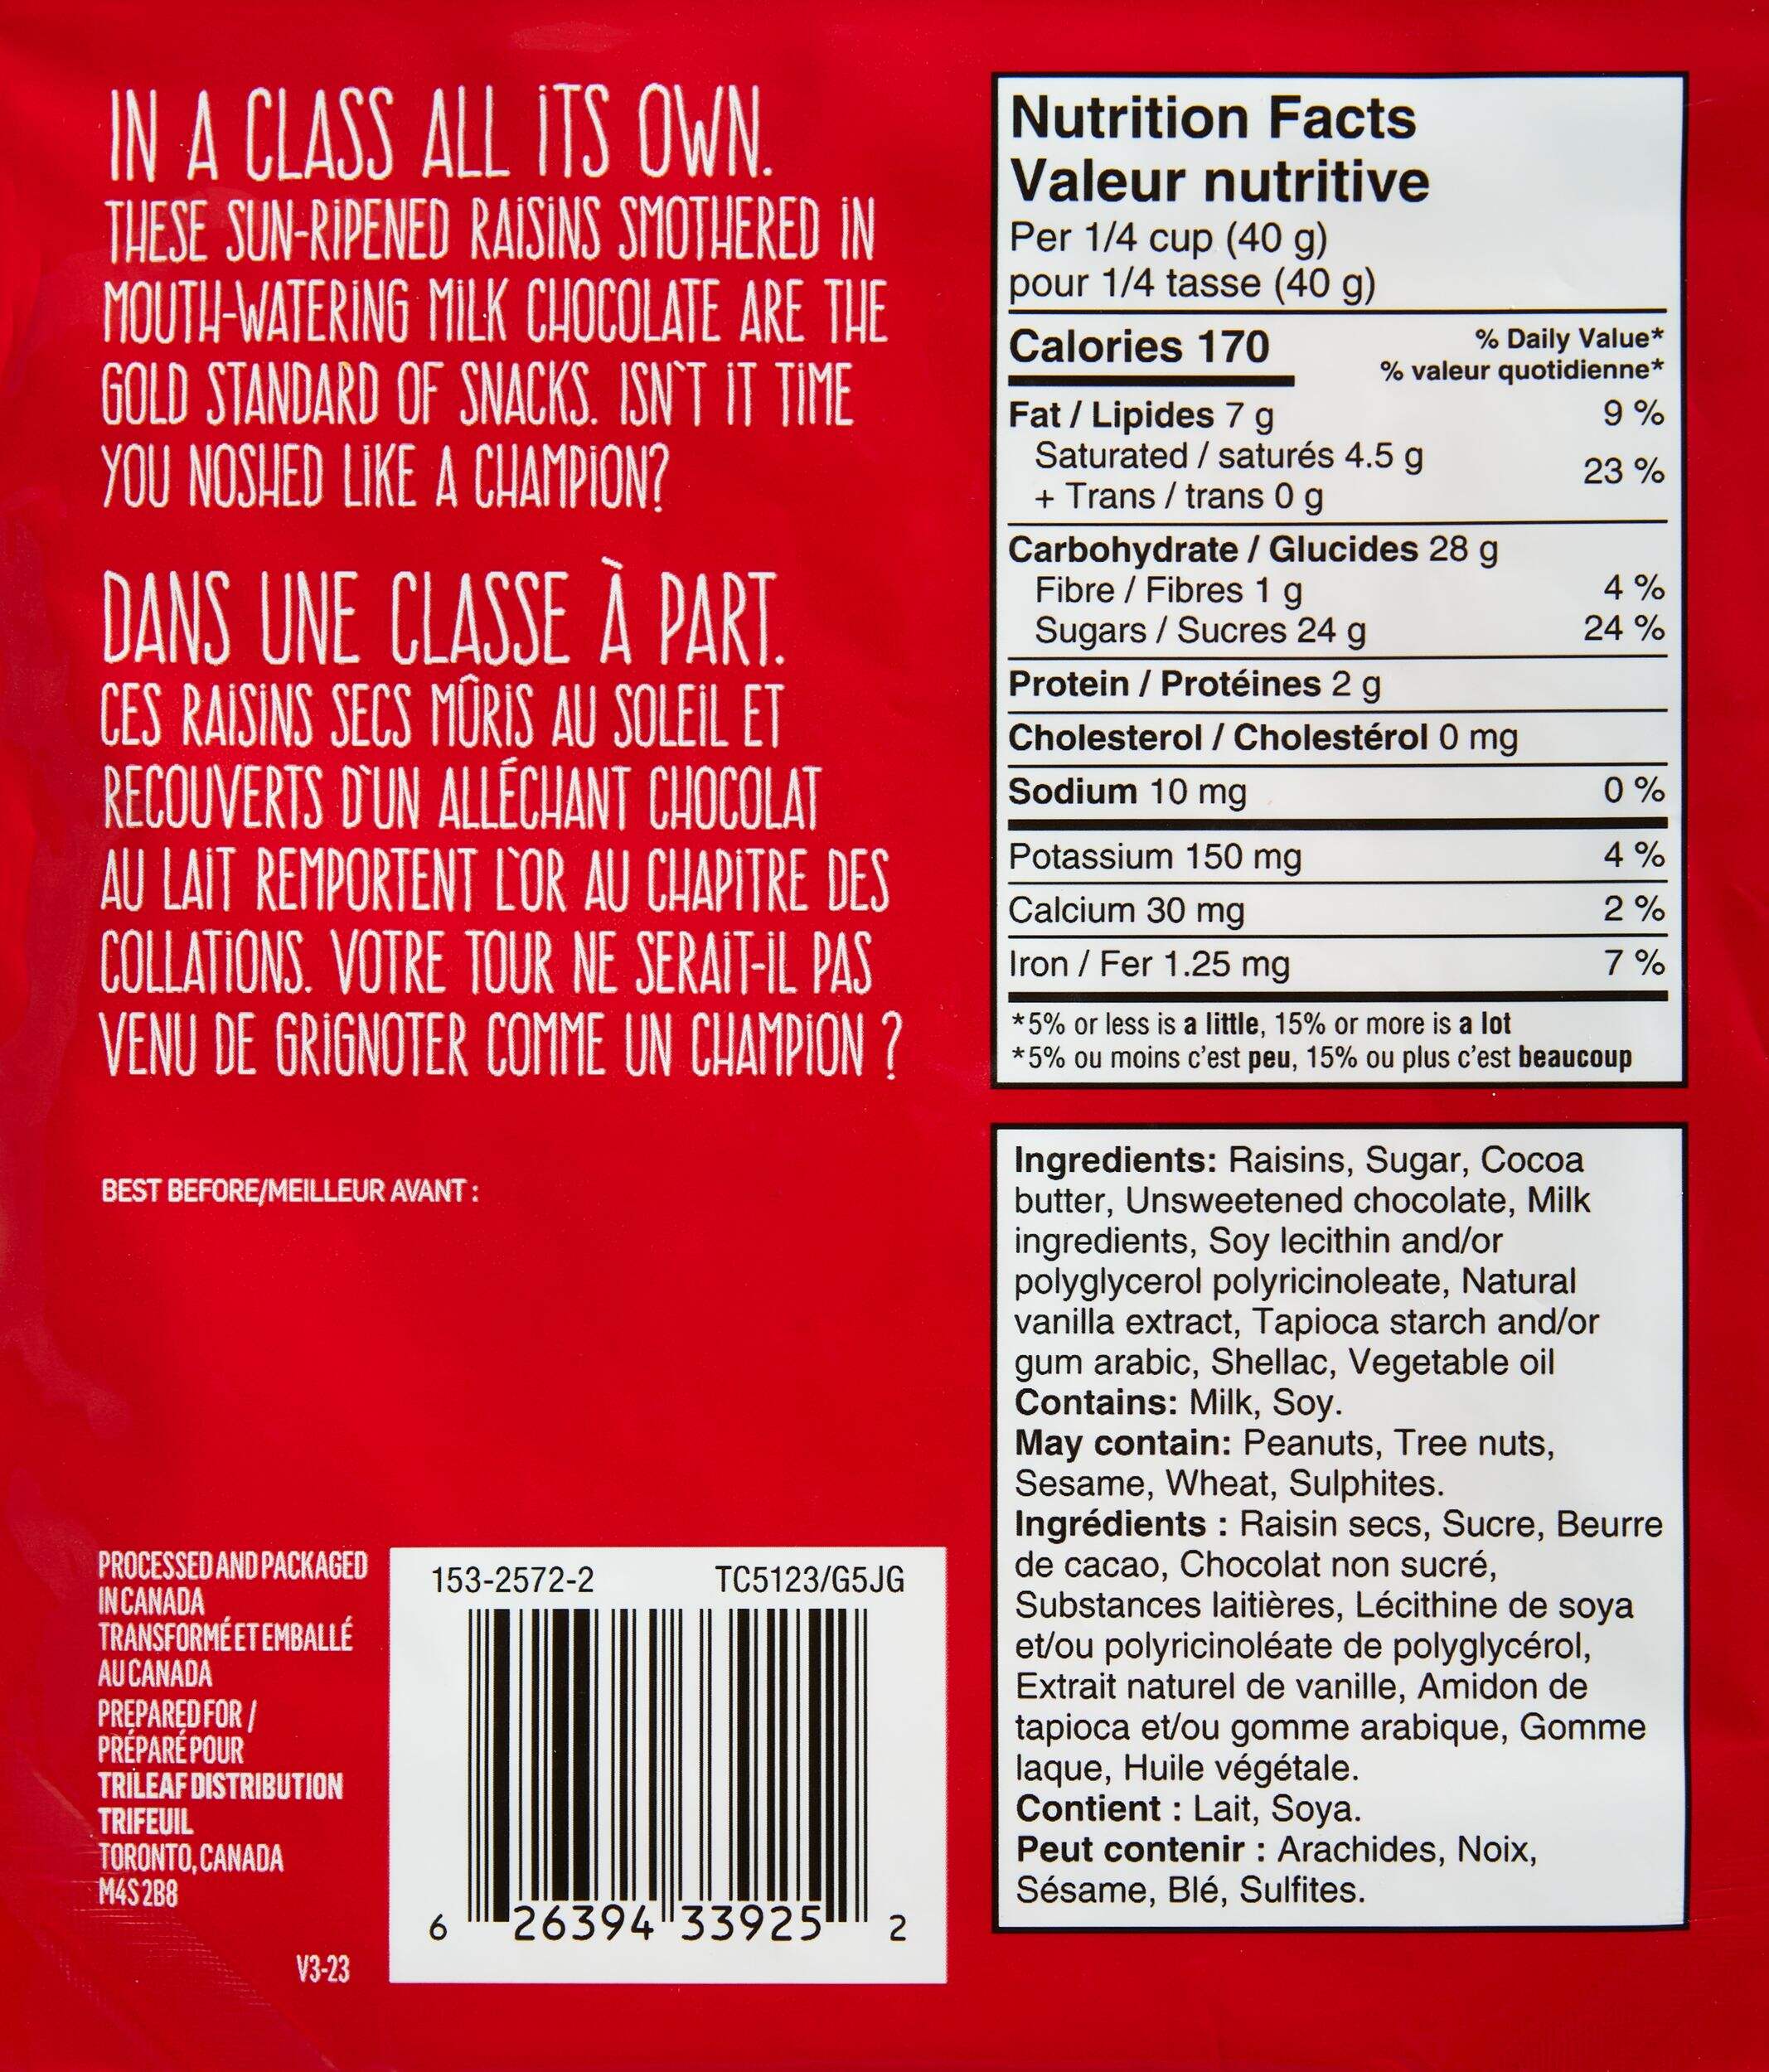 IN A CLASS ALL iTS OWN.
THESE SUN-RiPENED RAiSiNS SMOTHERED iN
MOUTH-WATERiNG MiLK CHOCOLATE ARE THE
GOLD STANDARD OF SNACKS. ISN'T iT TiME
YOU NOSHED LiKE A CHAMPiON?
DANS UNE CLASSE À PART.
CES RAiSiNS SECS MÛRiS AU SOLEiL ET
RECOUVERTS D'UN ALLÉCHANT CHOCOLAT
AU LAiT REMPORTENT L'OR AU CHAPiTRE DES
COLLATiONS. VOTRE TOUR NE SERAiT-iL PAS
VENU DE GRiGNOTER COMME UN CHAMPiON ?
BEST BEFORE/MEILLEUR AVANT :
PROCESSED AND PACKAGED
IN CANADA
TRANSFORMÉ ET EMBALLÉ
AU CANADA
PREPARED FOR /
PRÉPARÉ POUR
TRILEAF DISTRIBUTION
TRIFEUIL
TORONTO, CANADA
M4S 2B8
V3-23
153-2572-2 TC5123/G5JG
6 26394 33925 2
Nutrition Facts
Valeur nutritive
Per 1/4 cup (40 g)
pour 1/4 tasse (40 g)
Calories 170 % Daily Value*
% valeur quotidienne*
Fat / Lipides 7 g 9 %
Saturated / saturés 4.5 g
+ Trans / trans 0 g 23 %
Carbohydrate / Glucides 28 g
Fibre / Fibres 1 g 4 %
Sugars / Sucres 24 g 24 %
Protein / Protéines 2 g
Cholesterol / Cholestérol 0 mg
Sodium 10 mg 0 %
Potassium 150 mg 4 %
Calcium 30 mg 2 %
Iron / Fer 1.25 mg 7 %
*5% or less is a little, 15% or more is a lot
*5% ou moins c'est peu, 15% ou plus c'est beaucoup
Ingredients: Raisins, Sugar, Cocoa
butter, Unsweetened chocolate, Milk
ingredients, Soy lecithin and/or
polyglycerol polyricinoleate, Natural
vanilla extract, Tapioca starch and/or
gum arabic, Shellac, Vegetable oil
Contains: Milk, Soy.
May contain: Peanuts, Tree nuts,
Sesame, Wheat, Sulphites.
Ingrédients : Raisin secs, Sucre, Beurre
de cacao, Chocolat non sucré,
Substances laitières, Lécithine de soya
et/ou polyricinoléate de polyglycérol,
Extrait naturel de vanille, Amidon de
tapioca et/ou gomme arabique, Gomme
laque, Huile végétale.
Contient : Lait, Soya.
Peut contenir : Arachides, Noix,
Sésame, Blé, Sulfites.